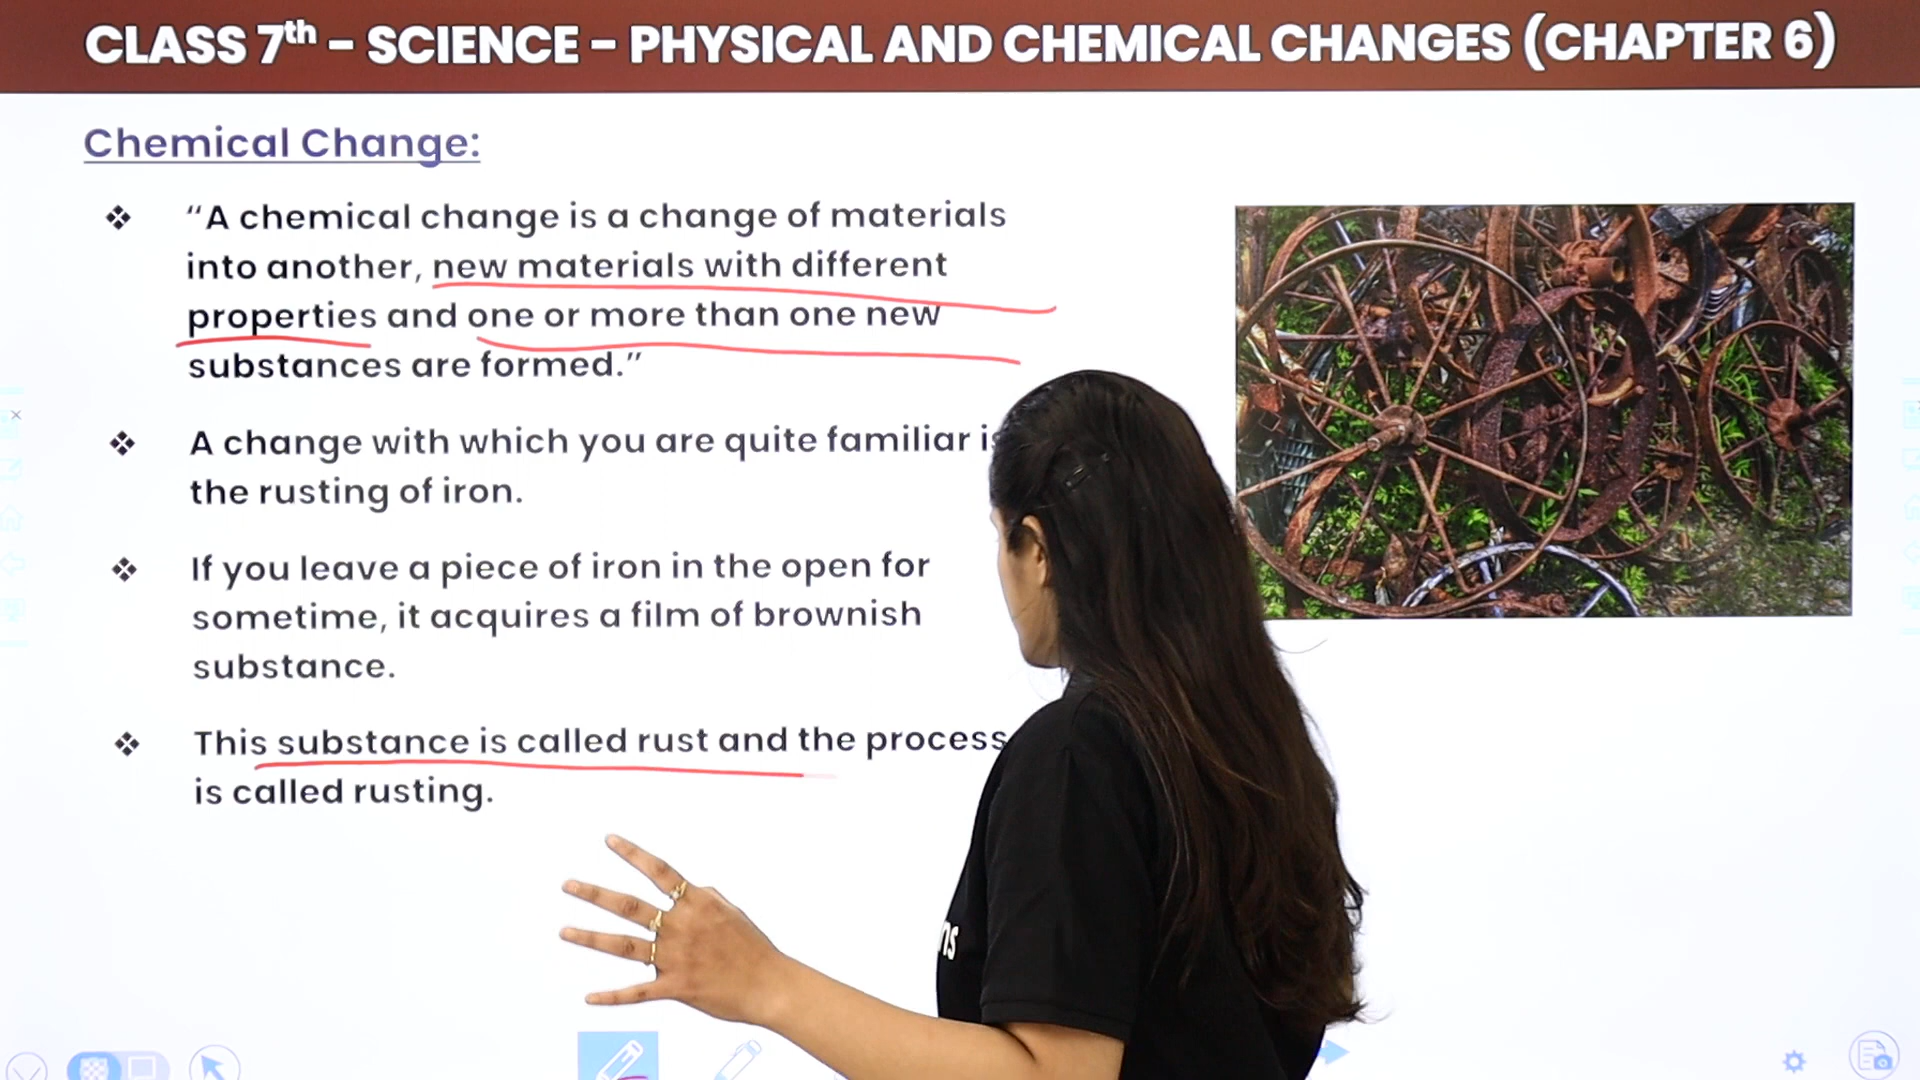 CLASS 7th – SCIENCE – PHYSICAL AND CHEMICAL CHANGES (CHAPTER 6)
Chemical Change:
❖ “A chemical change is a change of materials
into another, new materials with different
properties and one or more than one new
substances are formed.”
❖ A change with which you are quite familiar is
the rusting of iron.
❖ If you leave a piece of iron in the open for
sometime, it acquires a film of brownish
substance.
❖ This substance is called rust and the process
is called rusting.